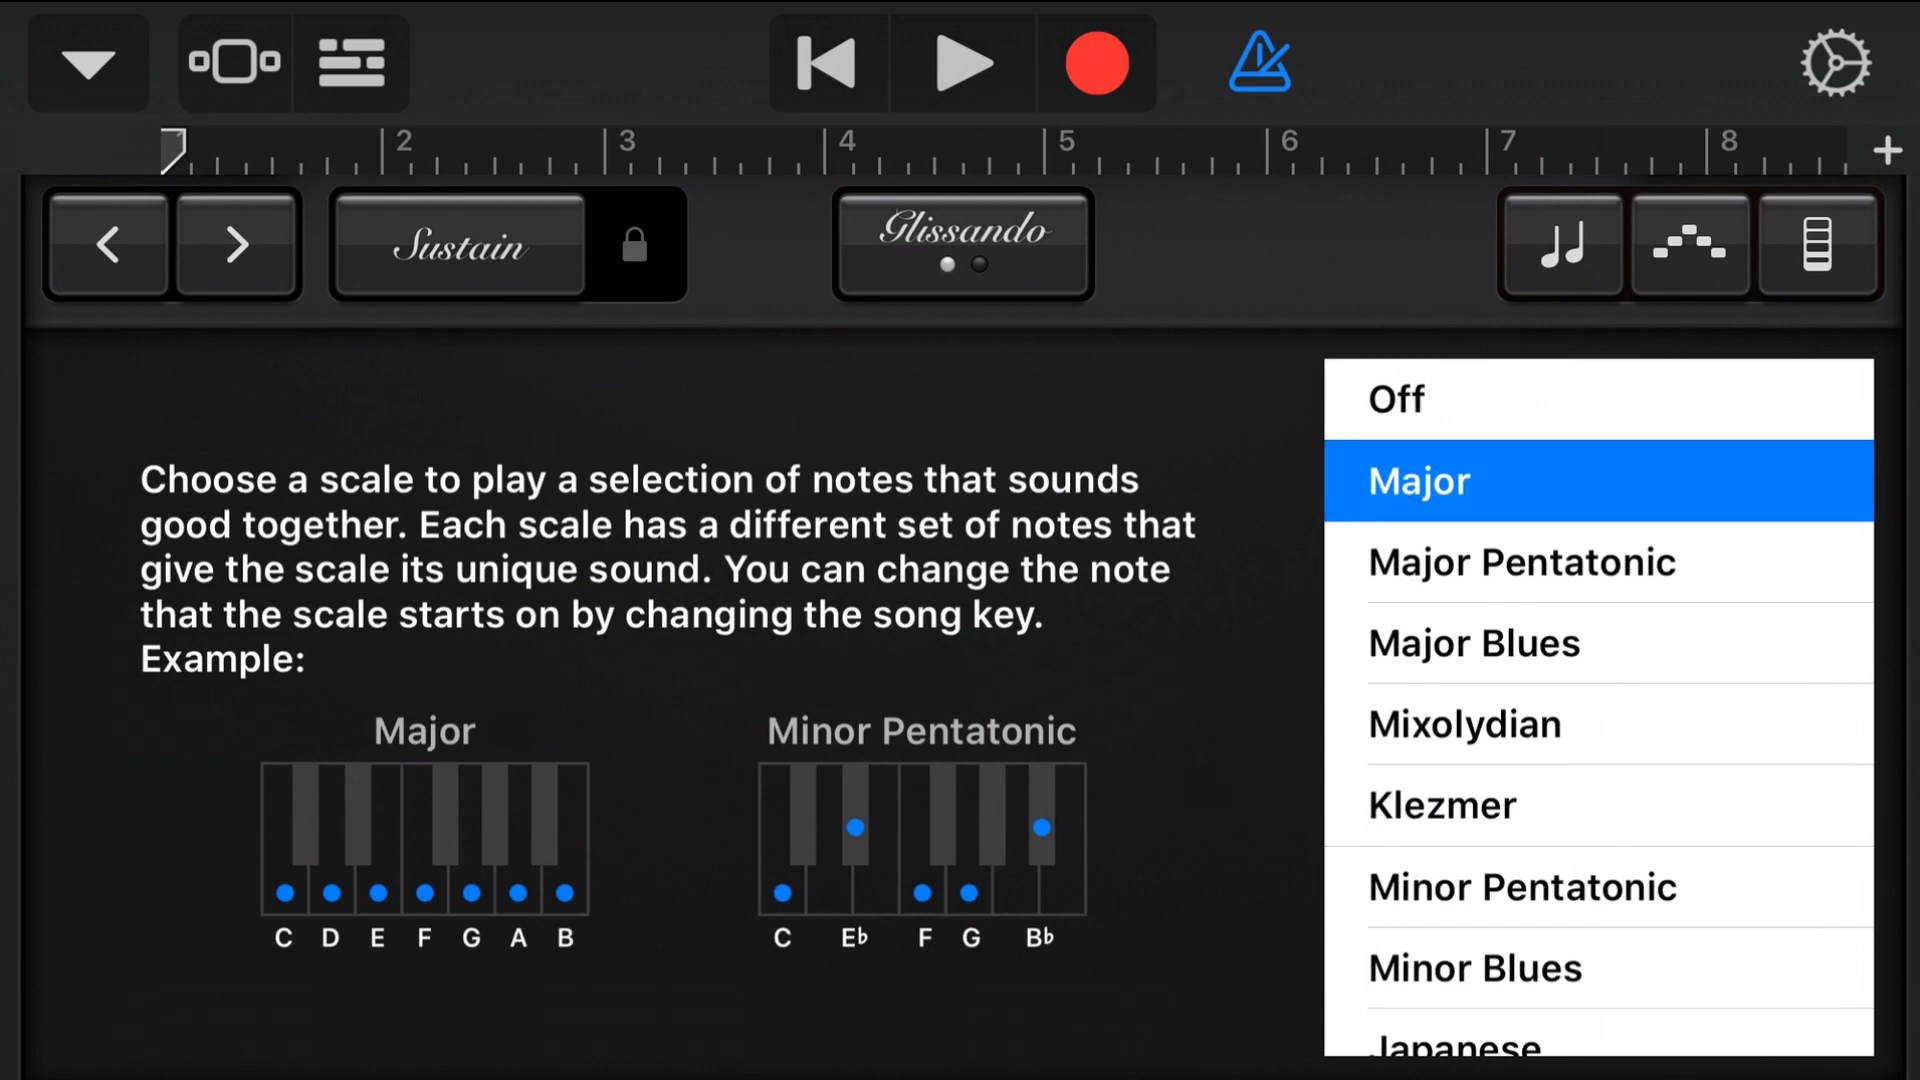 2 3 4 5 6 7 8
Sustain
Glissando
Choose a scale to play a selection of notes that sounds
good together. Each scale has a different set of notes that
give the scale its unique sound. You can change the note
that the scale starts on by changing the song key.
Example:
Major
C D E F G A B
Minor Pentatonic
C E♭ F G B♭
Off
Major
Major Pentatonic
Major Blues
Mixolydian
Klezmer
Minor Pentatonic
Minor Blues
Japanese